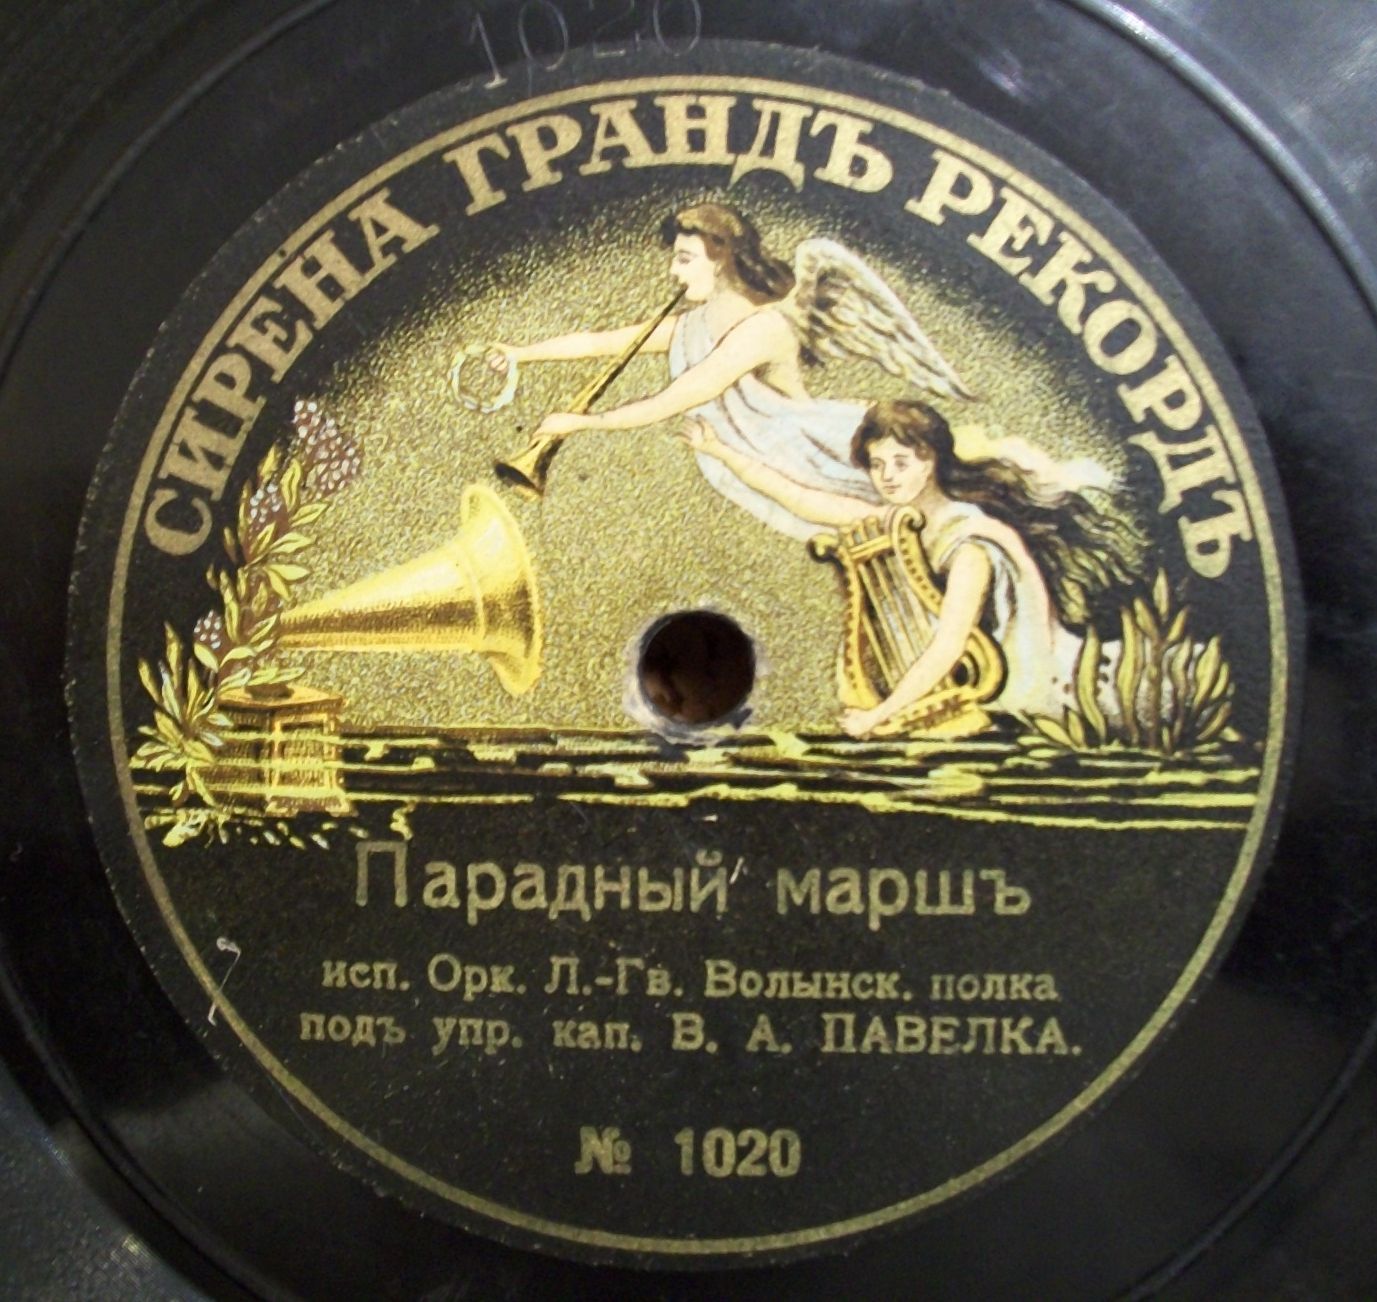 1020
СИРЕНА ГРАНДЪ РЕКОРДЪ
Парадный маршъ
исп. Орк. Л.-Гв. Волынск. полка
подъ упр. кап. В. А. ПАВЕЛКА.
№ 1020